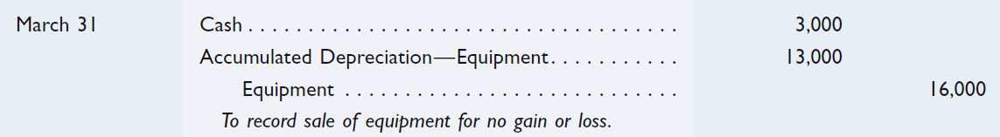 March 31 Cash . . . . . . . . . . . . . . . . . . . . . . . . . . . . . . . . . . . . 3,000
Accumulated Depreciation—Equipment. . . . . . . . . . . 13,000
Equipment . . . . . . . . . . . . . . . . . . . . . . . . . . . . 16,000
To record sale of equipment for no gain or loss.